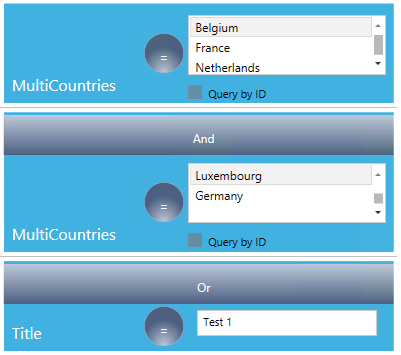 Belgium
France
Netherlands
=
MultiCountries
Query by ID
And
Luxembourg
Germany
=
MultiCountries
Query by ID
Or
Test 1
=
Title